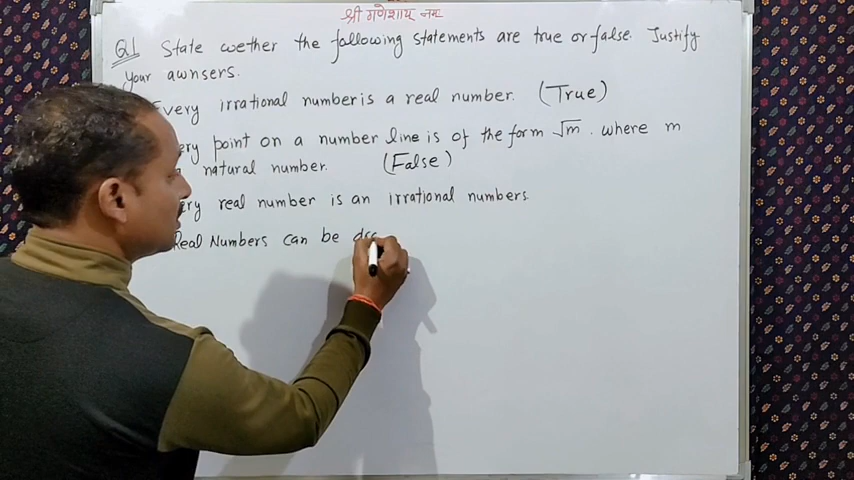 श्री गणेशाय नमः
Q1 State wether the following statements are true or false. Justify
your awnsers.
Every irrational number is a real number. (True)
point on a number line is of the form √m . where m
natural number. (False)
real number is an irrational numbers.
Real Numbers can be